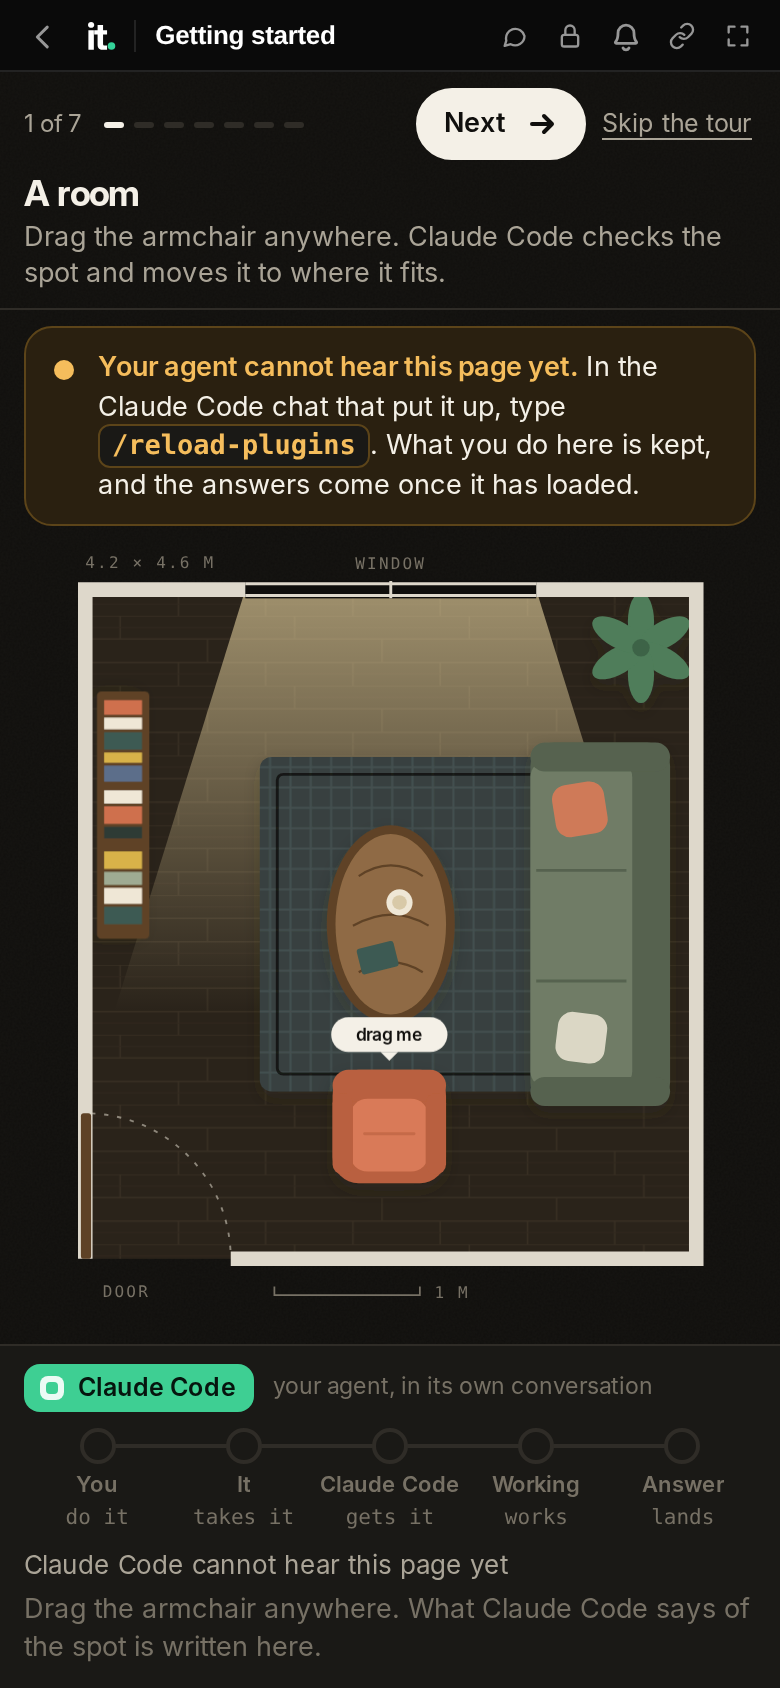 it.
Getting started
1 of 7
Next
Skip the tour
A room
Drag the armchair anywhere. Claude Code checks the
spot and moves it to where it fits.
Your agent cannot hear this page yet. In the
Claude Code chat that put it up, type
/reload-plugins. What you do here is kept,
and the answers come once it has loaded.
4.2 × 4.6 M
WINDOW
drag me
DOOR
1 M
Claude Code
your agent, in its own conversation
You
It
Claude Code
Working
Answer
do it
takes it
gets it
works
lands
Claude Code cannot hear this page yet
Drag the armchair anywhere. What Claude Code says of
the spot is written here.